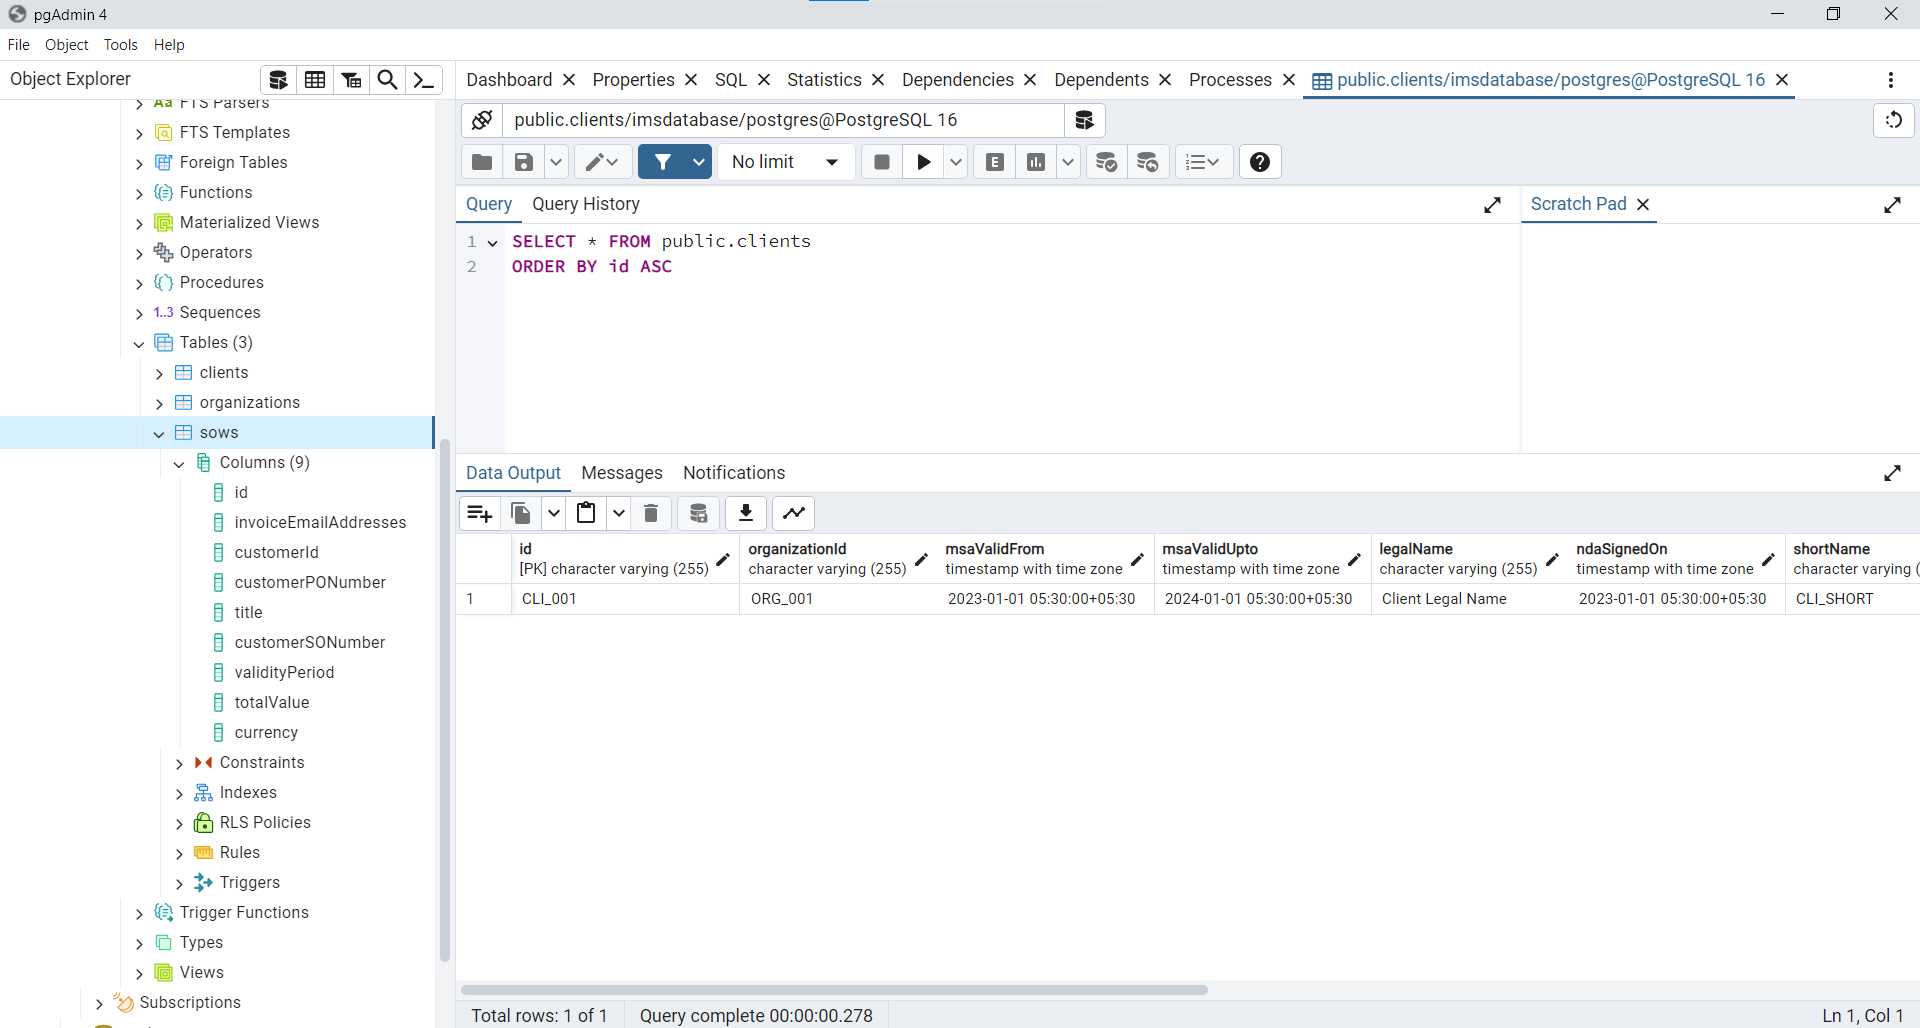 pgAdmin 4
File Object Tools Help
Object Explorer
Dashboard Properties SQL Statistics Dependencies Dependents Processes public.clients/imsdatabase/postgres@PostgreSQL 16
public.clients/imsdatabase/postgres@PostgreSQL 16
No limit
E
Query Query History
Scratch Pad
1 SELECT * FROM public.clients
2 ORDER BY id ASC
Aa FTS Parsers
FTS Templates
Foreign Tables
Functions
Materialized Views
Operators
Procedures
1..3 Sequences
Tables (3)
clients
organizations
sows
Columns (9)
id
invoiceEmailAddresses
customerId
customerPONumber
title
customerSONumber
validityPeriod
totalValue
currency
Constraints
Indexes
RLS Policies
Rules
Triggers
Trigger Functions
Types
Views
Subscriptions
Data Output Messages Notifications
id organizationId msaValidFrom msaValidUpto legalName ndaSignedOn shortName
[PK] character varying (255) character varying (255) timestamp with time zone timestamp with time zone character varying (255) timestamp with time zone character varying (
1 CLI_001 ORG_001 2023-01-01 05:30:00+05:30 2024-01-01 05:30:00+05:30 Client Legal Name 2023-01-01 05:30:00+05:30 CLI_SHORT
Total rows: 1 of 1 Query complete 00:00:00.278
Ln 1, Col 1